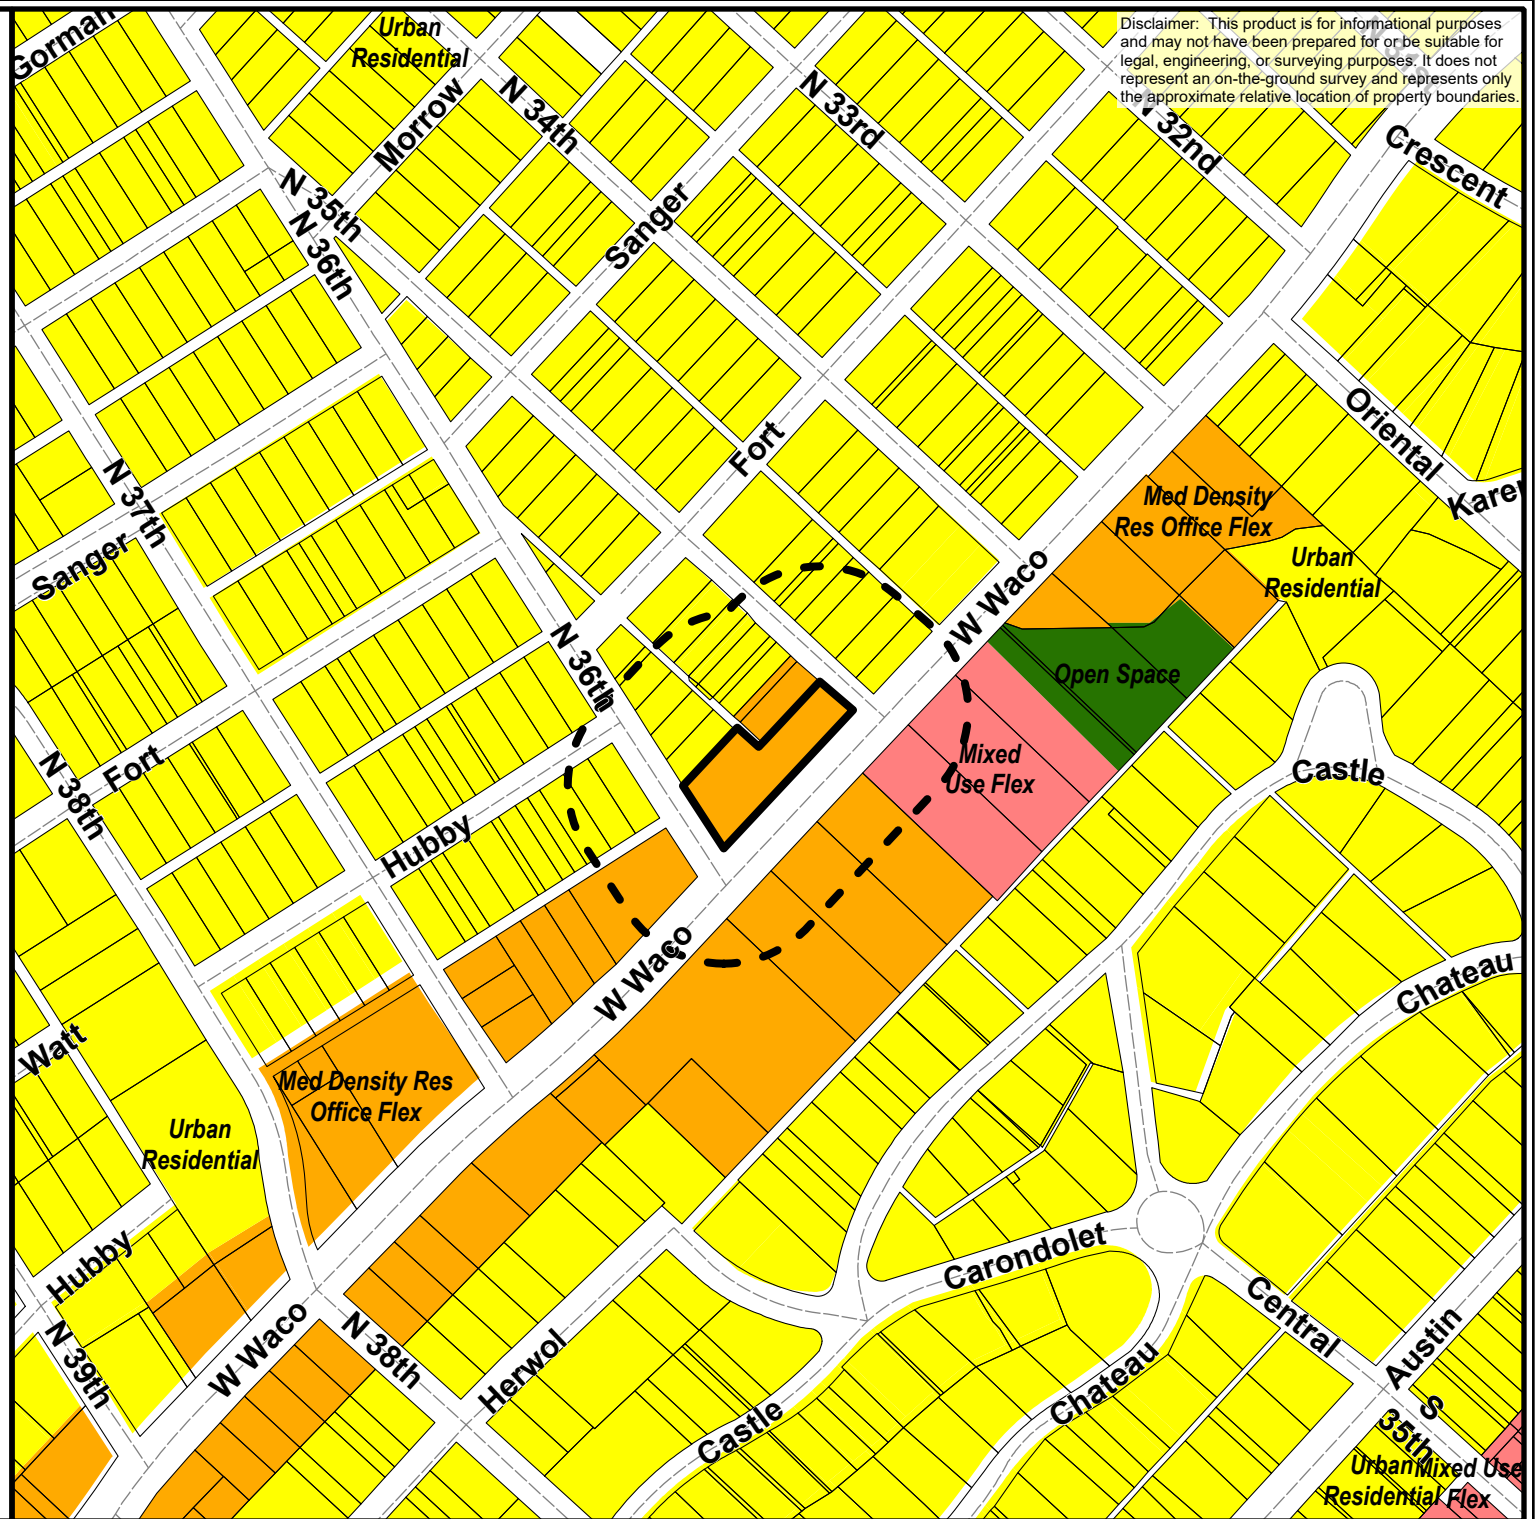 Disclaimer: This product is for informational purposes
and may not have been prepared for or be suitable for
legal, engineering, or surveying purposes. It does not
represent an on-the-ground survey and represents only
the approximate relative location of property boundaries.
Gorman
Urban
Residential
Morrow
N 34th
N 33rd
N 31st
N 32nd
Crescent
N 35th
N 36th
Sanger
Oriental
Karen
Fort
N 37th
Sanger
Med Density
Res Office Flex
Urban
Residential
W Waco
N 36th
Open Space
Mixed
Use Flex
Castle
Fort
N 38th
Hubby
W Waco
Chateau
Watt
Med Density Res
Office Flex
Urban
Residential
Hubby
Carondolet
Central
Austin
W Waco
N 38th
N 39th
Herwol
Chateau
Castle
S
35th
Urban
Residential
Mixed Use
Flex